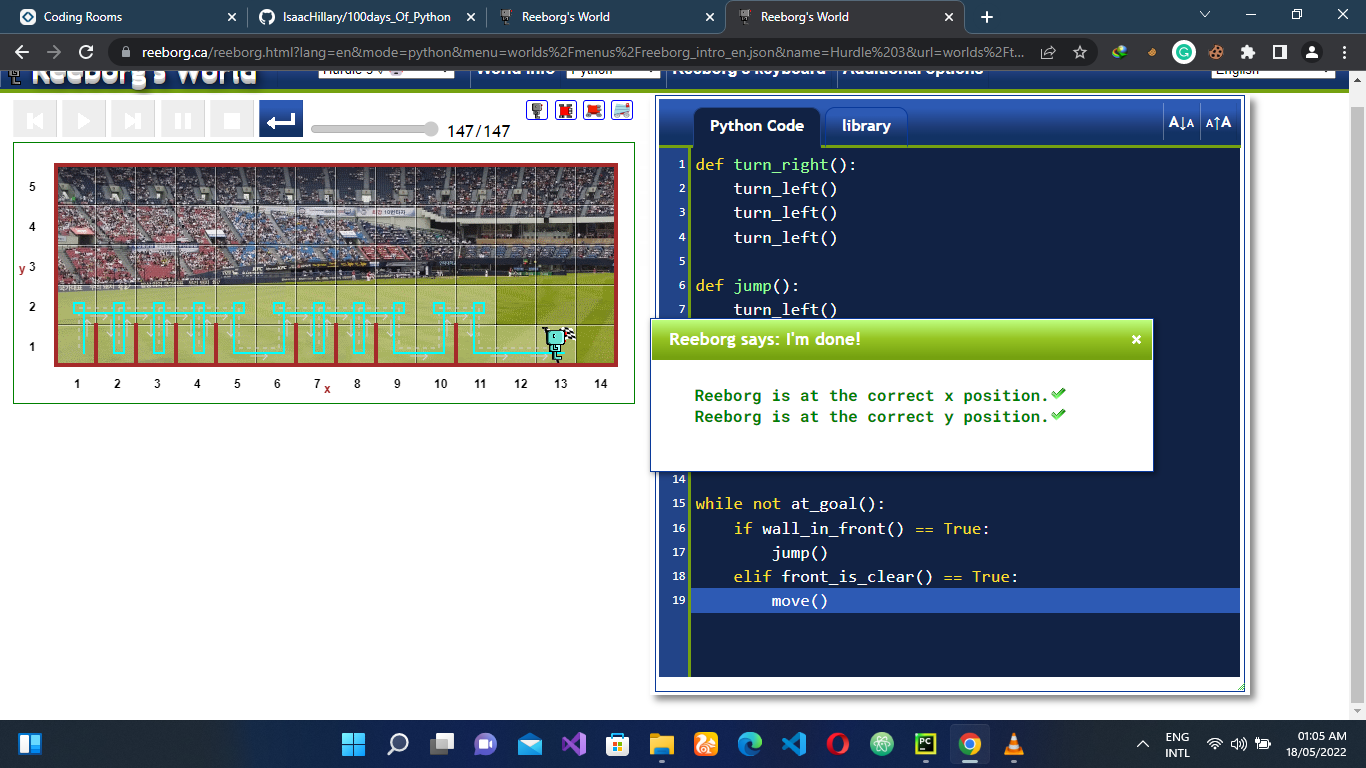 Coding Rooms
IsaacHillary/100days_Of_Python
Reeborg's World
Reeborg's World
reeborg.ca/reeborg.html?lang=en&mode=python&menu=worlds%2Fmenus%2Freeborg_intro_en.json&name=Hurdle%203&url=worlds%2Ft...
Reeborg's World
Hurdle 3
World Info
Python
Reeborg's keyboard
Additional options
English
147/147
Python Code
library
A↓A
A↑A
5
4
y 3
2
1
1 2 3 4 5 6 7 8 9 10 11 12 13 14
x
1 def turn_right():
2 turn_left()
3 turn_left()
4 turn_left()
5
6 def jump():
7 turn_left()
Reeborg says: I'm done!
×
Reeborg is at the correct x position.
Reeborg is at the correct y position.
14
15 while not at_goal():
16 if wall_in_front() == True:
17 jump()
18 elif front_is_clear() == True:
19 move()
ENG
INTL
01:05 AM
18/05/2022